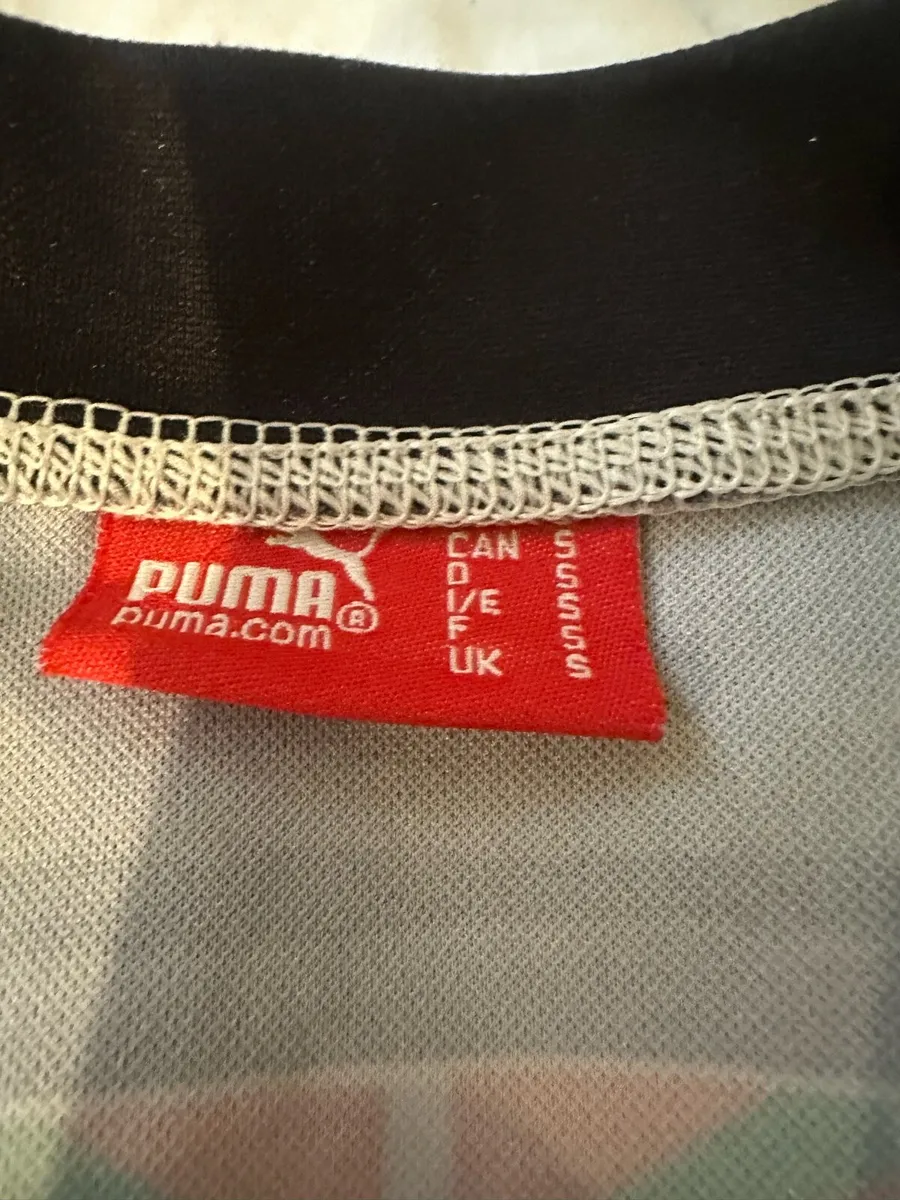 PUMA®
puma.com
CAN S
D S
I/E S
F S
UK S